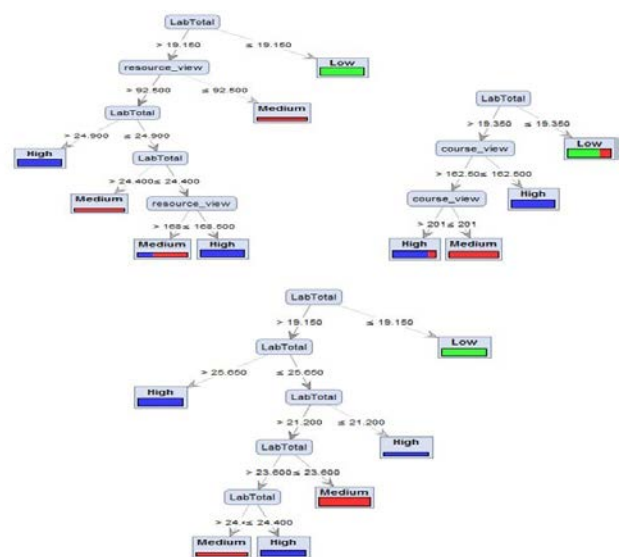 LabTotal
> 19.150 ≤ 19.150
resource_view Low
> 92.500 ≤ 92.500
LabTotal Medium
> 24.900 ≤ 24.900
High LabTotal
> 24.400 ≤ 24.400
Medium resource_view
> 168 ≤ 168.500
Medium High
LabTotal
> 19.350 ≤ 19.350
course_view Low
> 162.50 ≤ 162.500
course_view High
> 201 ≤ 201
High Medium
LabTotal
> 19.150 ≤ 19.150
LabTotal Low
> 25.650 ≤ 25.650
High LabTotal
> 21.200 ≤ 21.200
LabTotal High
> 23.600 ≤ 23.600
LabTotal Medium
> 24.4 ≤ 24.400
Medium High